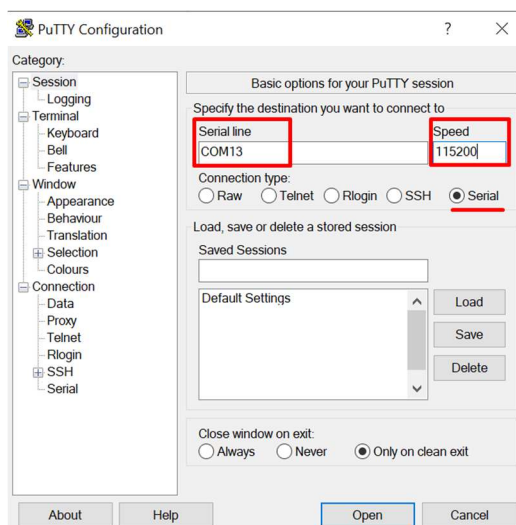 PuTTY Configuration ? ×
Category:
Session
Logging
Terminal
Keyboard
Bell
Features
Window
Appearance
Behaviour
Translation
Selection
Colours
Connection
Data
Proxy
Telnet
Rlogin
SSH
Serial
Basic options for your PuTTY session
Specify the destination you want to connect to
Serial line Speed
COM13 115200
Connection type:
Raw Telnet Rlogin SSH Serial
Load, save or delete a stored session
Saved Sessions
Default Settings
Load
Save
Delete
Close window on exit:
Always Never Only on clean exit
About Help Open Cancel